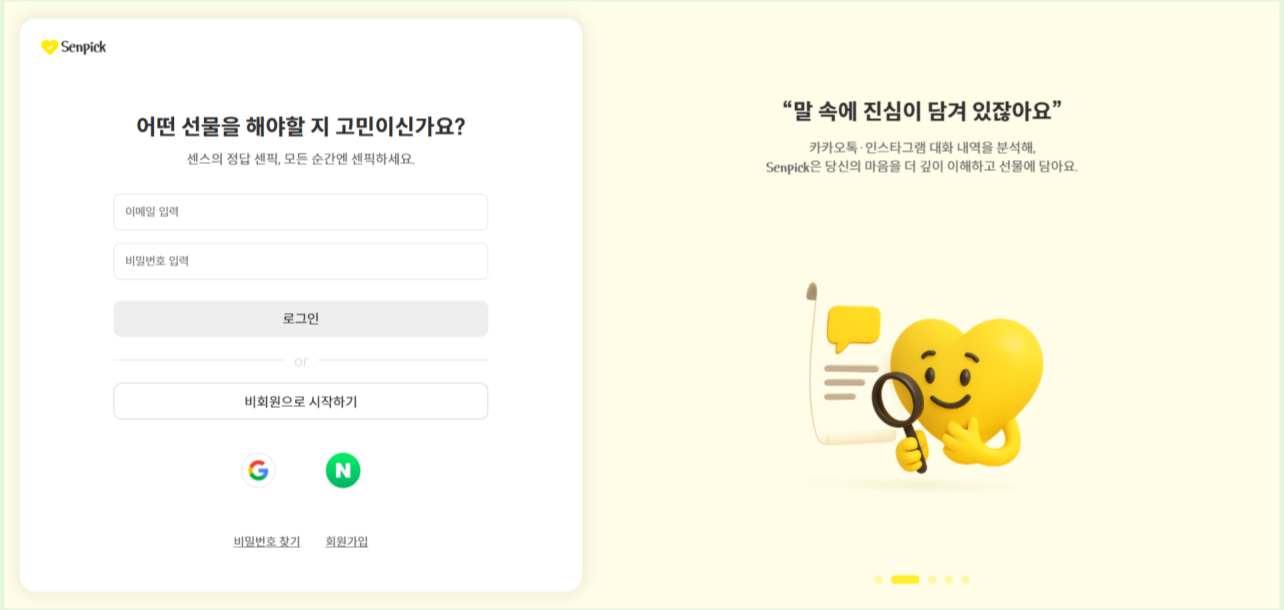 Senpick
어떤 선물을 해야할 지 고민이신가요?
센스의 정답 센픽, 모든 순간엔 센픽하세요.
이메일 입력
비밀번호 입력
로그인
or
비회원으로 시작하기
G
N
비밀번호 찾기 회원가입
“말 속에 진심이 담겨 있잖아요”
카카오톡·인스타그램 대화 내역을 분석해,
Senpick은 당신의 마음을 더 깊이 이해하고 선물에 담아요.